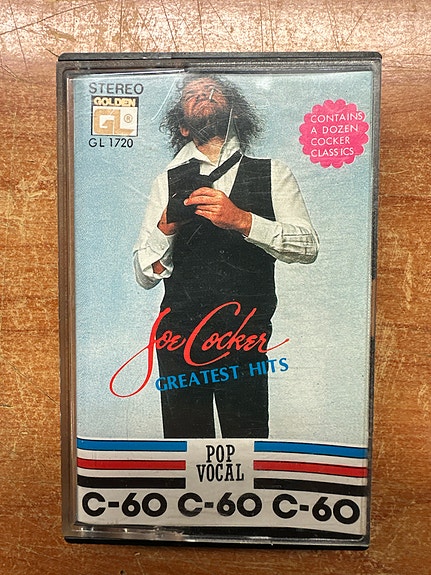 STEREO
GOLDEN
GL®
GL 1720
CONTAINS
A DOZEN
COCKER
CLASSICS
Joe Cocker
GREATEST HITS
POP
VOCAL
C-60 C-60 C-60